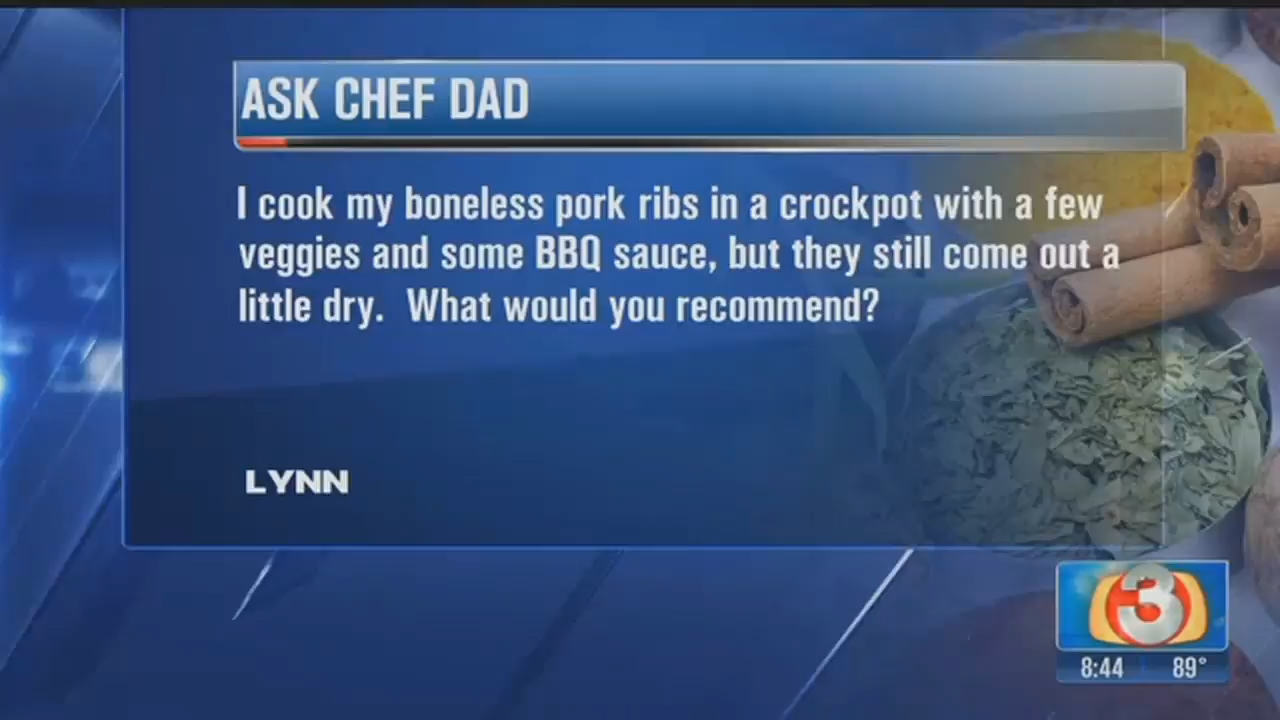 ASK CHEF DAD
I cook my boneless pork ribs in a crockpot with a few
veggies and some BBQ sauce, but they still come out a
little dry.  What would you recommend?
LYNN
3
8:44 89°